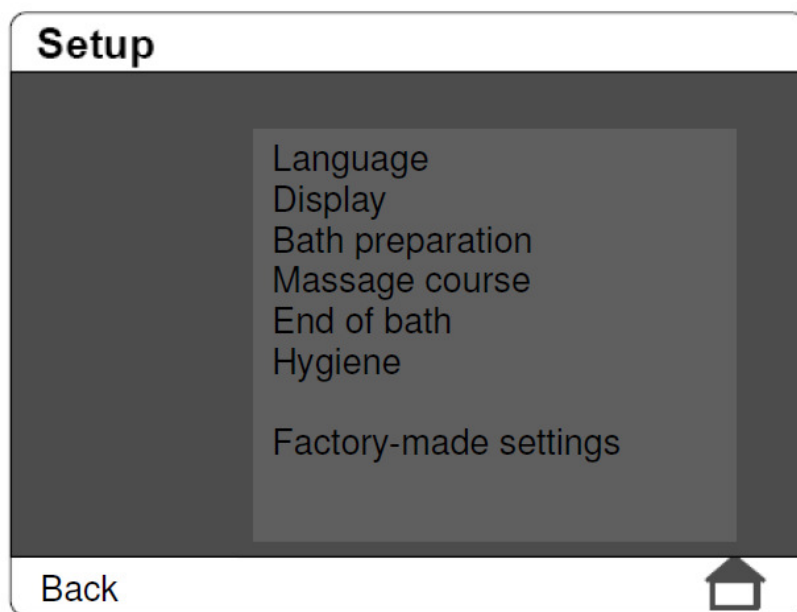 Setup
Language
Display
Bath preparation
Massage course
End of bath
Hygiene
Factory-made settings
Back